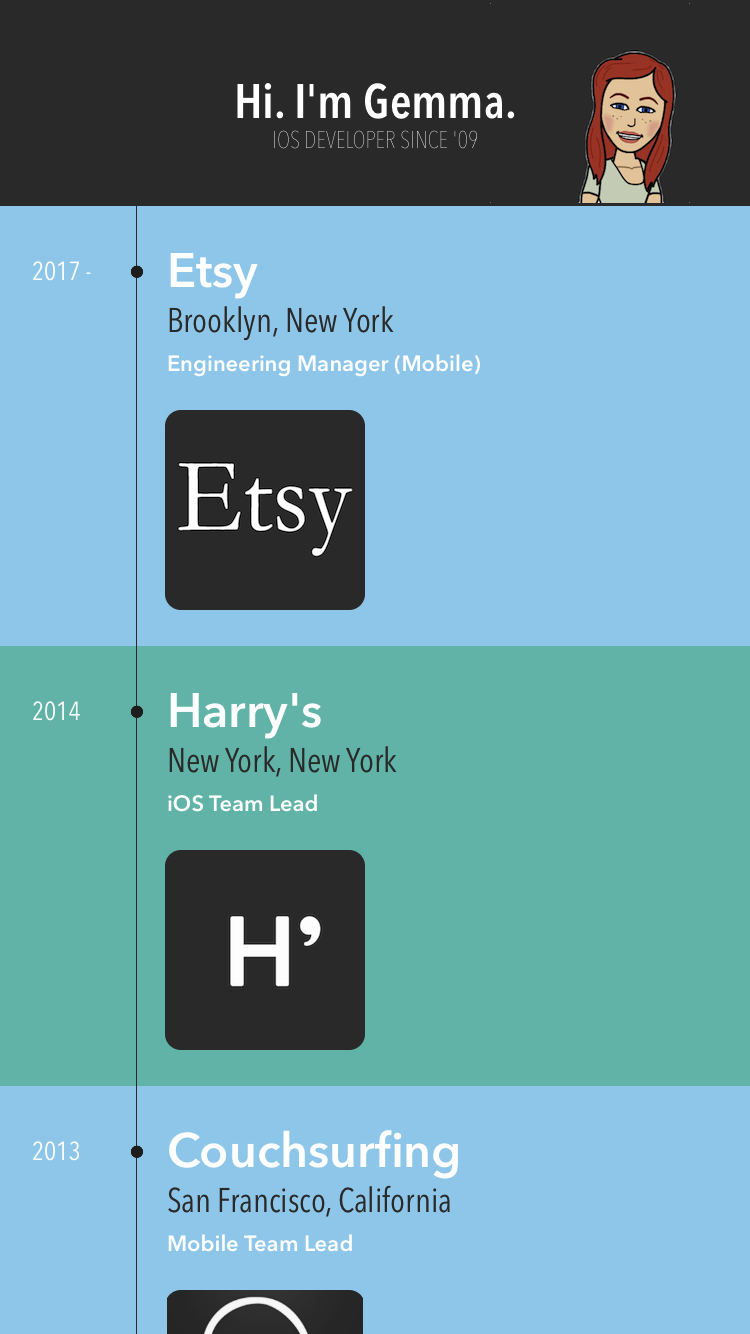 Hi. I'm Gemma.
IOS DEVELOPER SINCE '09
2017 -
Etsy
Brooklyn, New York
Engineering Manager (Mobile)
Etsy
2014
Harry's
New York, New York
iOS Team Lead
H’
2013
Couchsurfing
San Francisco, California
Mobile Team Lead